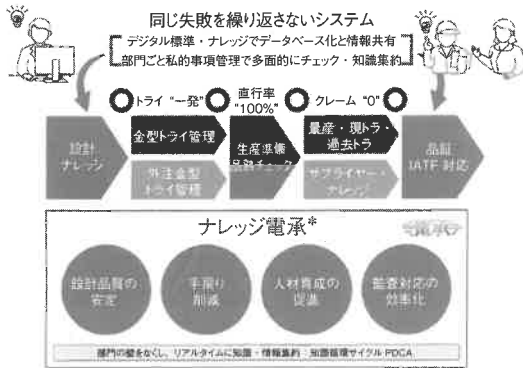 同じ失敗を繰り返さないシステム
デジタル標準・ナレッジでデータベース化と情報共有
部門ごと私的事項管理で多面的にチェック・知識集約
トライ “一発”
直行率
“100%”
クレーム “0”
設計
ナレッジ
金型トライ管理
外注金型
トライ管理
生産準備
品質チェック
量産・現トラ・
過去トラ
サプライヤー・
ナレッジ
品証
IATF 対応
ナレッジ電承*
電承
設計品質の
安定
手戻り
削減
人材育成の
促進
監査対応の
効率化
部門の壁をなくし、リアルタイムに知識・情報集約 知識循環サイクル PDCA